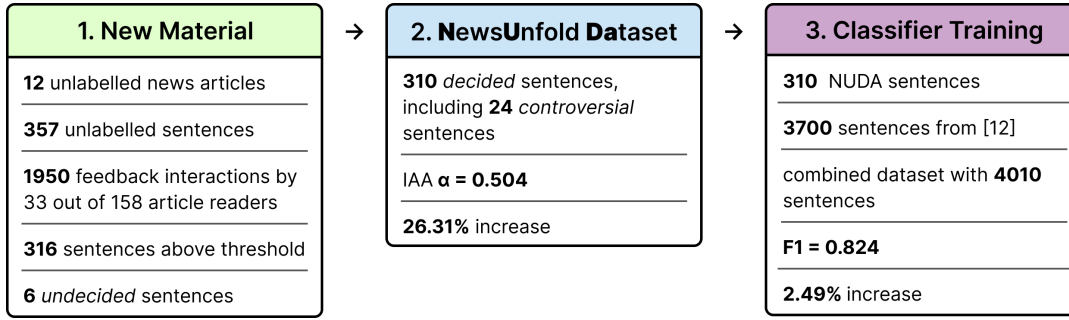 1. New Material
12 unlabelled news articles
357 unlabelled sentences
1950 feedback interactions by
33 out of 158 article readers
316 sentences above threshold
6 undecided sentences
→
2. NewsUnfold Dataset
310 decided sentences,
including 24 controversial
sentences
IAA α = 0.504
26.31% increase
→
3. Classifier Training
310 NUDA sentences
3700 sentences from [12]
combined dataset with 4010
sentences
F1 = 0.824
2.49% increase